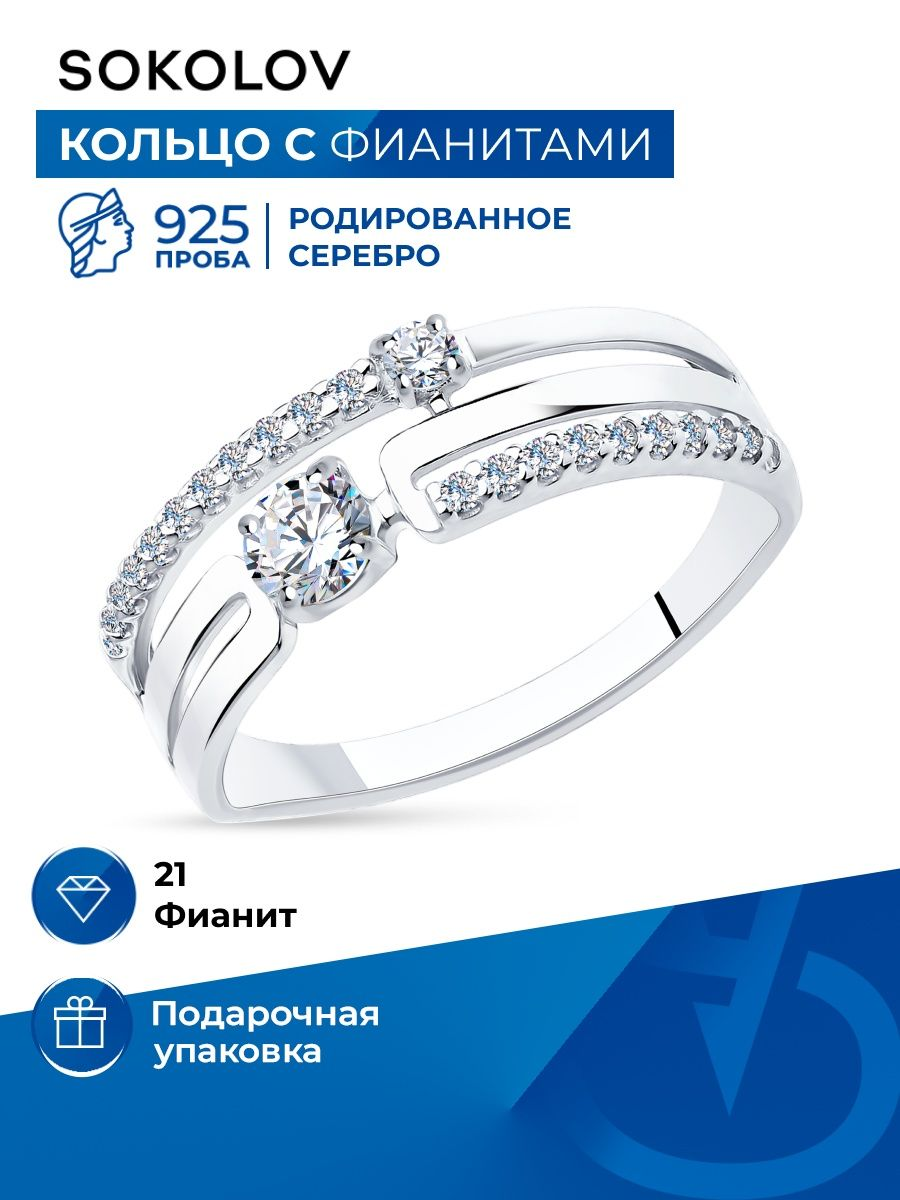 SOKOLOV
КОЛЬЦО С ФИАНИТАМИ
925
ПРОБА
РОДИРОВАННОЕ
СЕРЕБРО
21
Фианит
Подарочная
упаковка